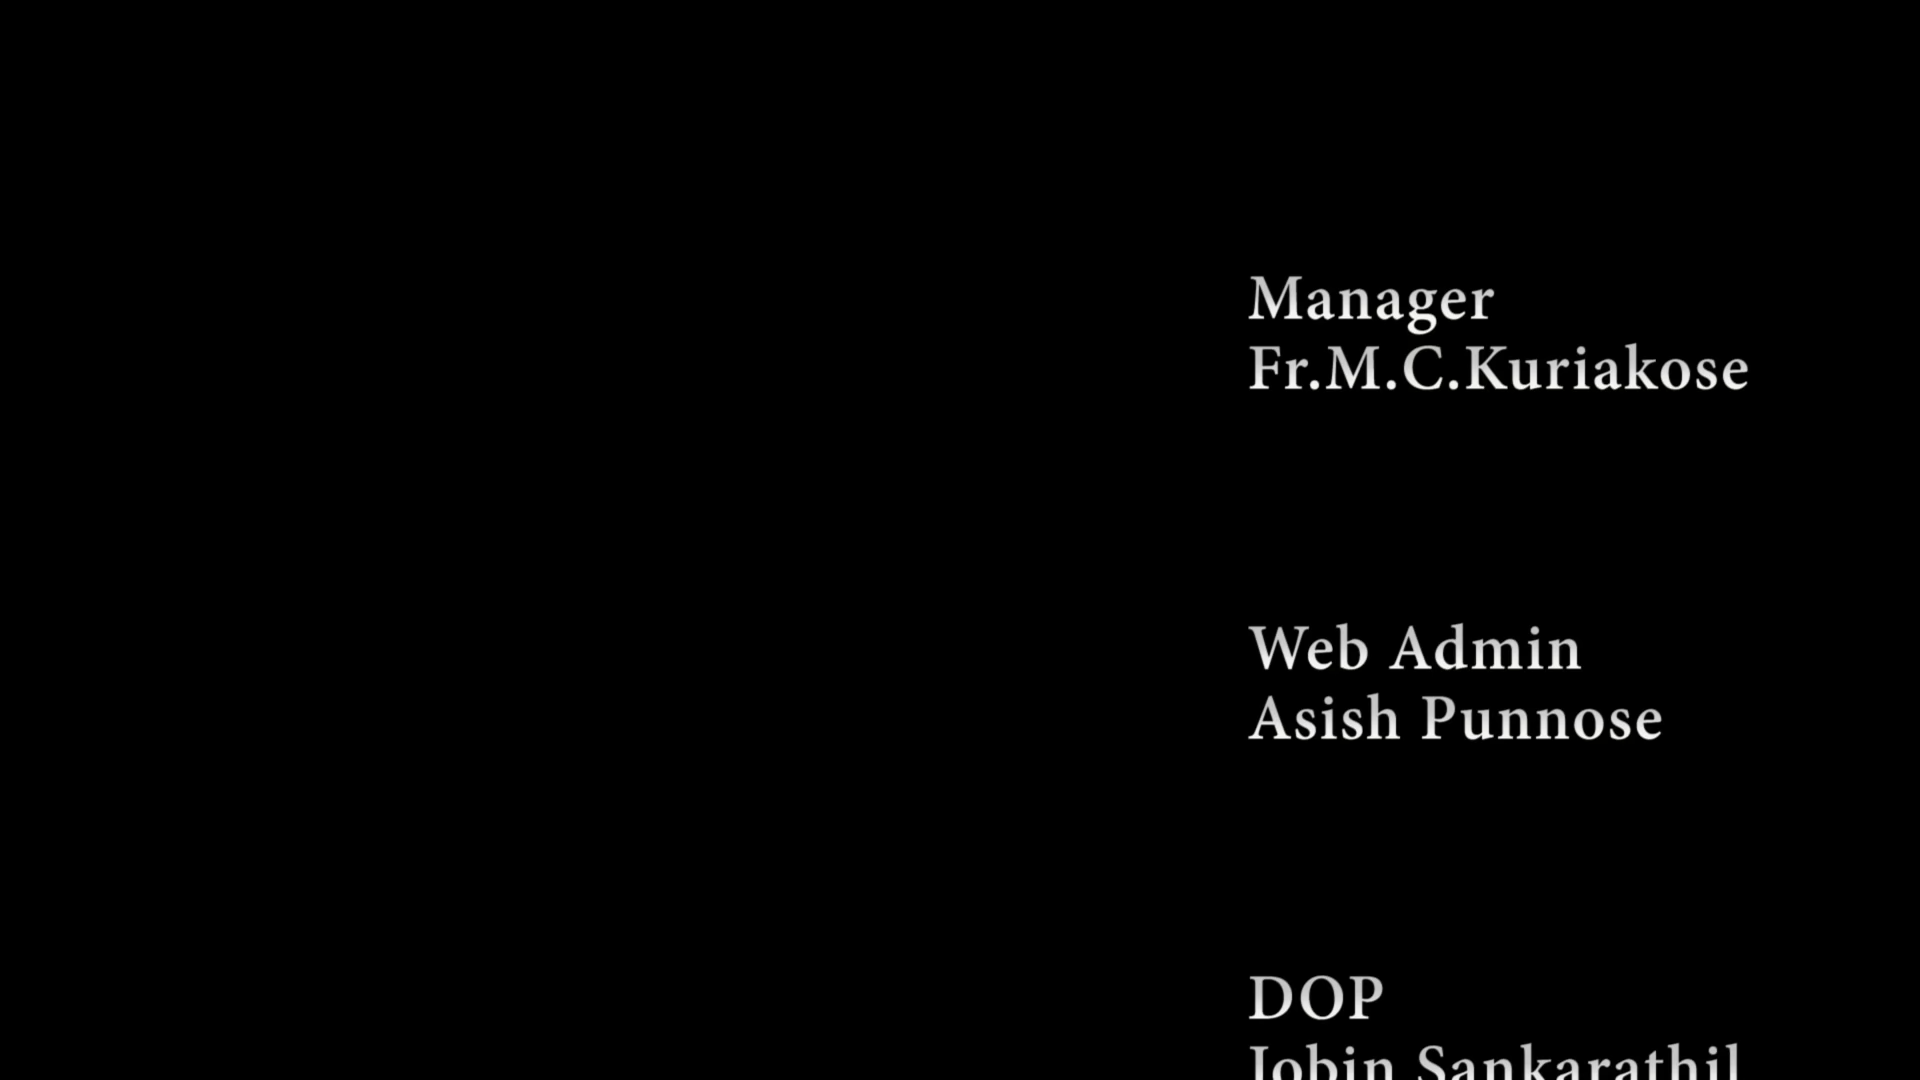 Manager
Fr.M.C.Kuriakose
Web Admin
Asish Punnose
DOP
Jobin Sankarathil